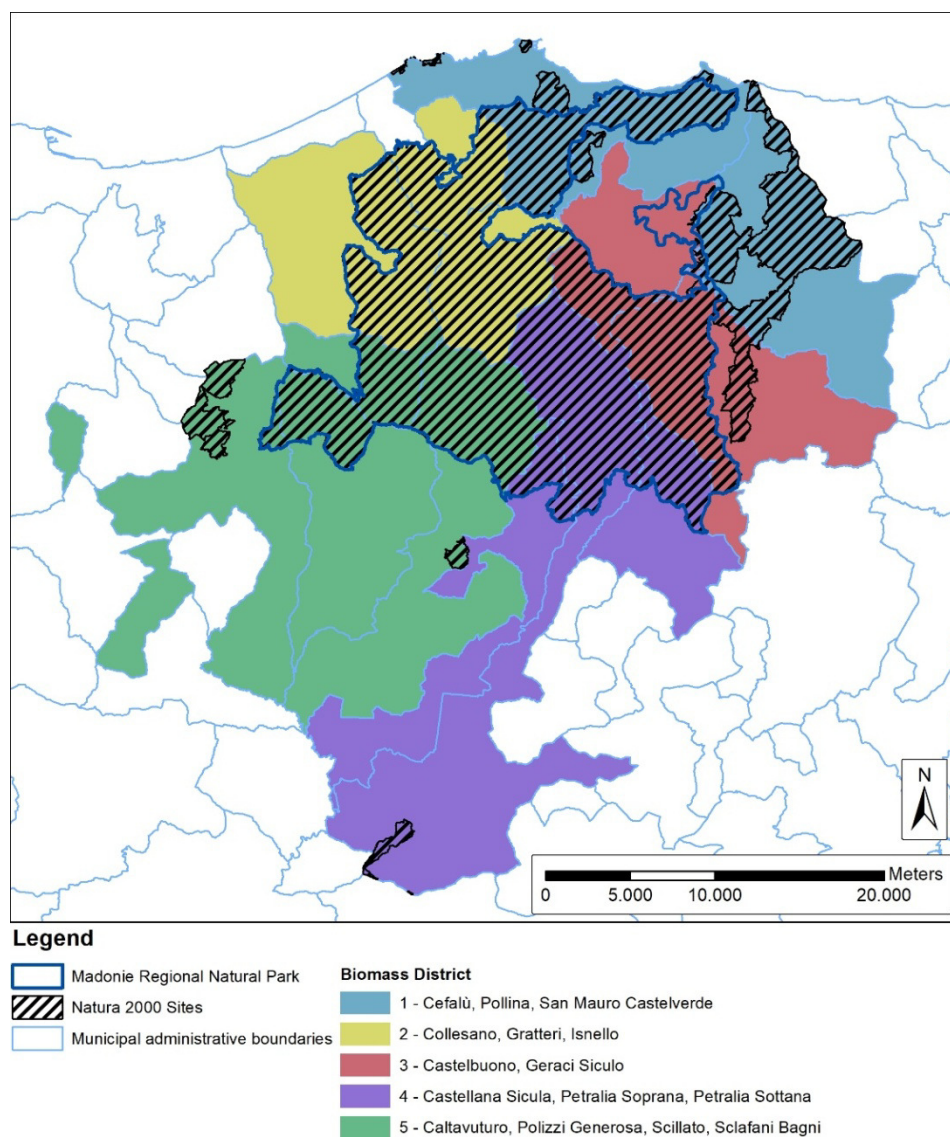 N
Meters
0 5.000 10.000 20.000
Legend
Madonie Regional Natural Park
Natura 2000 Sites
Municipal administrative boundaries
Biomass District
1 - Cefalù, Pollina, San Mauro Castelverde
2 - Collesano, Gratteri, Isnello
3 - Castelbuono, Geraci Siculo
4 - Castellana Sicula, Petralia Soprana, Petralia Sottana
5 - Caltavuturo, Polizzi Generosa, Scillato, Sclafani Bagni